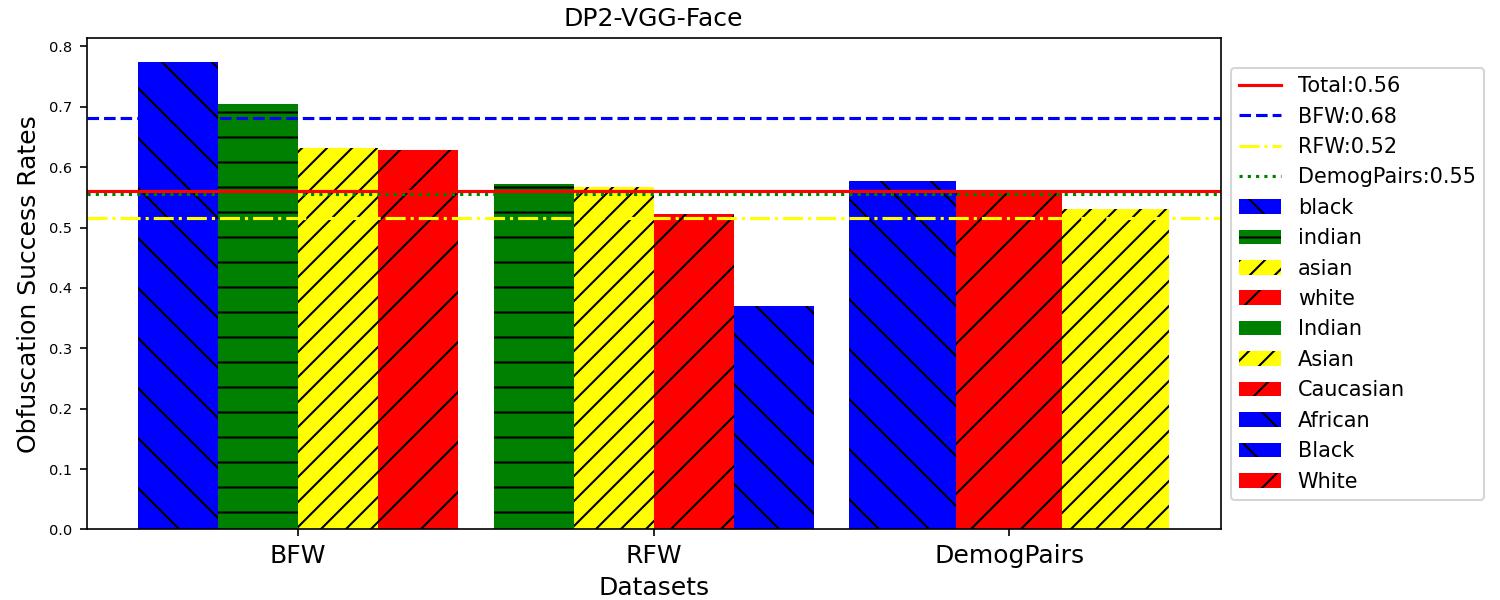 DP2-VGG-Face
Obfuscation Success Rates
0.8
0.7
0.6
0.5
0.4
0.3
0.2
0.1
0.0
BFW
RFW
DemogPairs
Datasets
Total:0.56
BFW:0.68
RFW:0.52
DemogPairs:0.55
black
indian
asian
white
Indian
Asian
Caucasian
African
Black
White